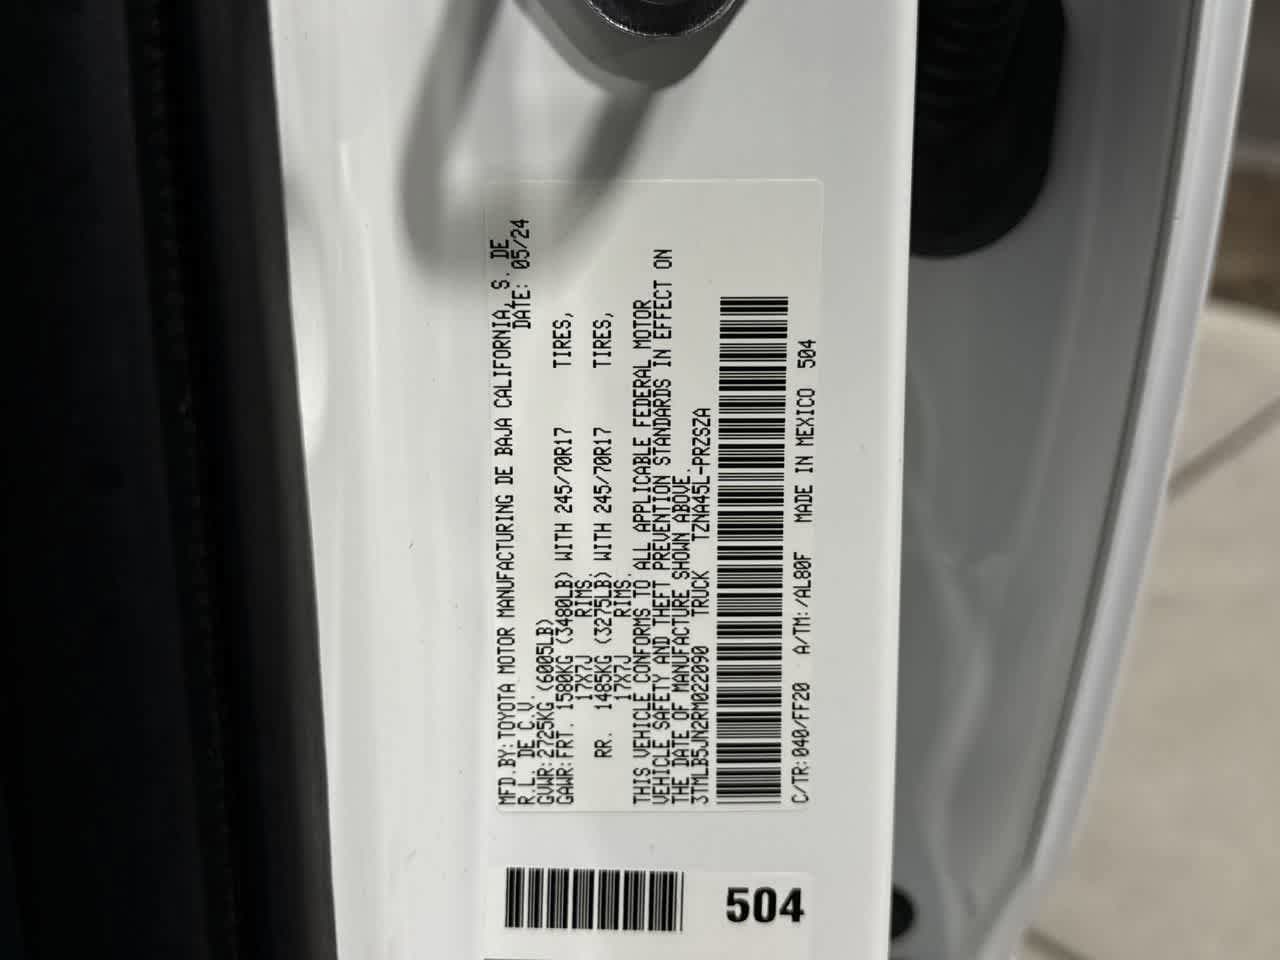 MFD.BY:TOYOTA MOTOR MANUFACTURING DE BAJA CALIFORNIA, S. DE
R.L. DE C.V. DATE: 05/24
GVWR:2725KG (6005LB)
GAWR:FRT. 1580KG (3480LB) WITH 245/70R17 TIRES,
17X7J RIMS.
RR. 1485KG (3275LB) WITH 245/70R17 TIRES,
17X7J RIMS.
THIS VEHICLE CONFORMS TO ALL APPLICABLE FEDERAL MOTOR
VEHICLE SAFETY AND THEFT PREVENTION STANDARDS IN EFFECT ON
THE DATE OF MANUFACTURE SHOWN ABOVE.
3TMLB5JN2RM022090 TRUCK TZNA45L-PRZSZA
C/TR:040/FF20 A/TM:/AL80F MADE IN MEXICO 504
504